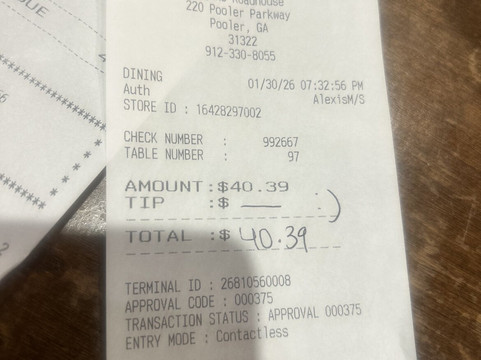 Roadhouse
220 Pooler Parkway
Pooler, GA
31322
912-330-8055
DINING
01/30/26 07:32:56 PM
Auth AlexisM/S
STORE ID : 16428297002
CHECK NUMBER : 992667
TABLE NUMBER : 97
AMOUNT :$40.39
TIP :$ — :)
TOTAL :$ 40.39
TERMINAL ID : 26810560008
APPROVAL CODE : 000375
TRANSACTION STATUS : APPROVAL 000375
ENTRY MODE : Contactless
DUE